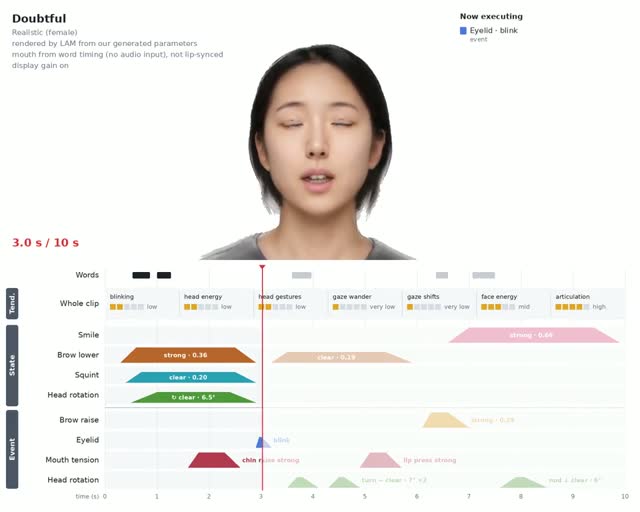 Doubtful
Realistic (female)
rendered by LAM from our generated parameters
mouth from word timing (no audio input), not lip-synced
display gain on
Now executing
Eyelid · blink
event
3.0 s / 10 s
Words
Tend.
Whole clip
blinking
low
head energy
low
head gestures
low
gaze wander
very low
gaze shifts
very low
face energy
mid
articulation
high
State
Smile
strong · 0.66
Brow lower
strong · 0.36
clear · 0.19
Squint
clear · 0.20
Head rotation
↻ clear · 6.5°
Event
Brow raise
strong · 0.29
Eyelid
blink
Mouth tension
chin raise strong
lip press strong
Head rotation
turn ↔ clear · 7° ×2
nod ↓ clear · 6°
time (s)
0 1 2 3 4 5 6 7 8 9 10